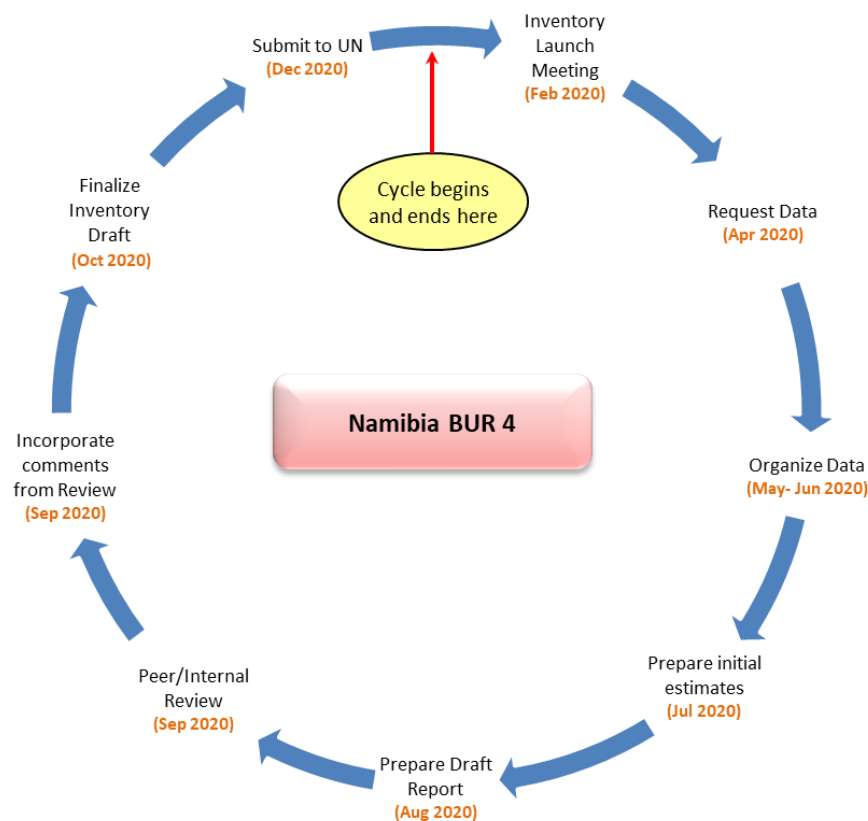 Submit to UN
(Dec 2020)
Inventory
Launch
Meeting
(Feb 2020)
Cycle begins
and ends here
Request Data
(Apr 2020)
Organize Data
(May- Jun 2020)
Prepare initial
estimates
(Jul 2020)
Prepare Draft
Report
(Aug 2020)
Peer/Internal
Review
(Sep 2020)
Incorporate
comments
from Review
(Sep 2020)
Finalize
Inventory
Draft
(Oct 2020)
Namibia BUR 4